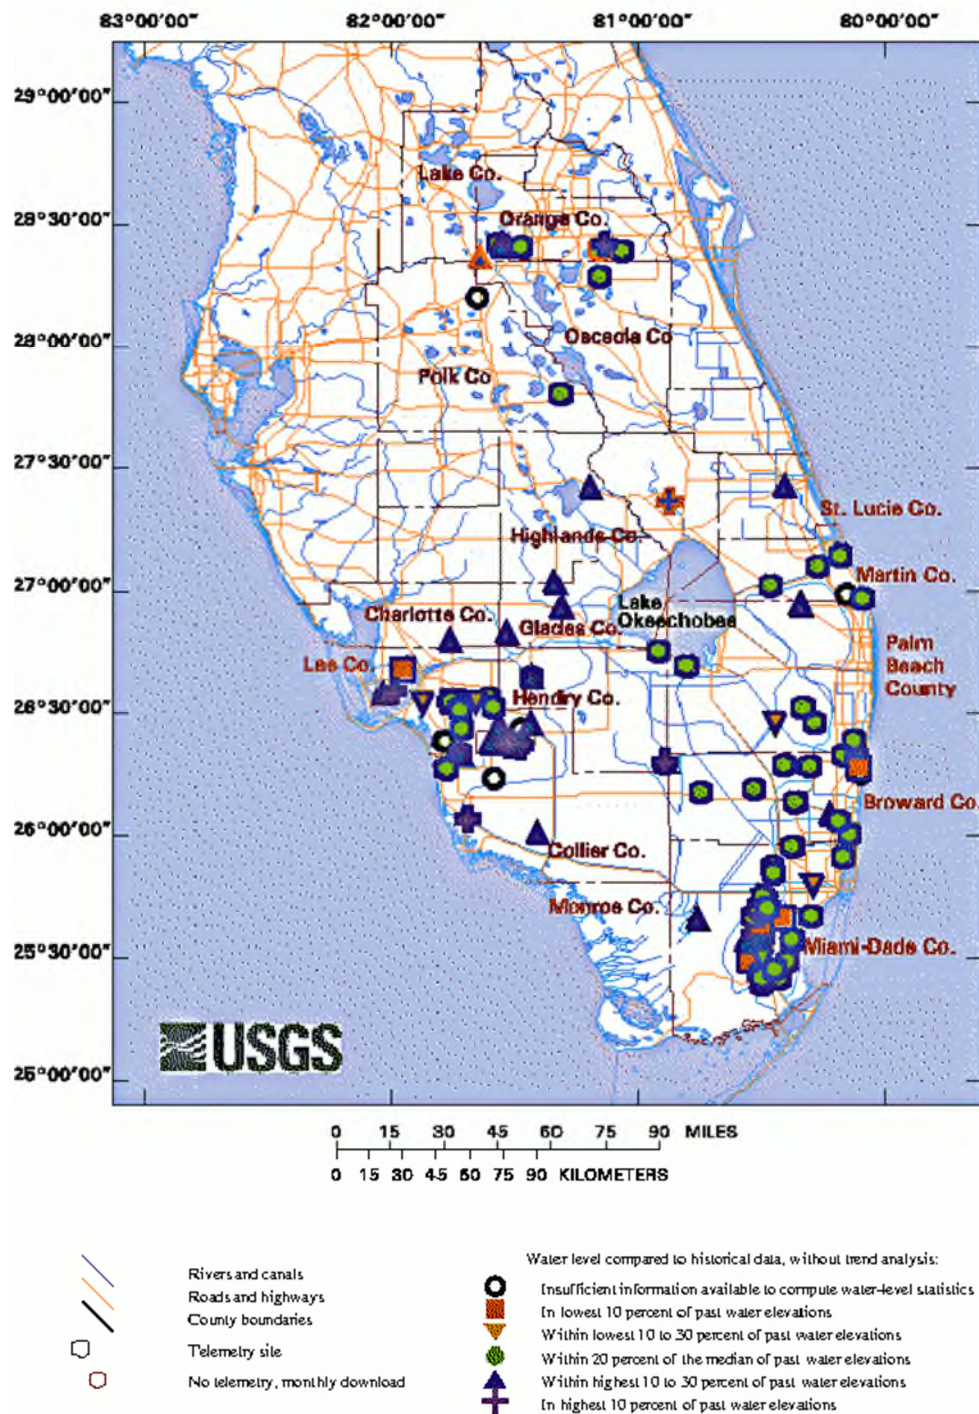 83°00'00" 82°00'00" 81°00'00" 80°00'00"
29°00'00"
Lake Co.
28°30'00"
Orange Co.
28°00'00"
Osceola Co
Polk Co
27°30'00"
St. Lucie Co.
Highlands Co.
27°00'00"
Martin Co.
Lake
Okeechobee
Charlotte Co.
Glades Co.
Palm
Beach
County
Lee Co.
26°30'00"
Hendry Co.
Broward Co.
26°00'00"
Collier Co.
Monroe Co.
25°30'00"
Miami-Dade Co.
USGS
25°00'00"
0 15 30 45 60 75 90 MILES
0 15 30 45 60 75 90 KILOMETERS
Water level compared to historical data, without trend analysis:
Rivers and canals
Roads and highways
County boundaries
Telemetry site
No telemetry, monthly download
Insufficient information available to compute water-level statistics
In lowest 10 percent of past water elevations
Within lowest 10 to 30 percent of past water elevations
Within 20 percent of the median of past water elevations
Within highest 10 to 30 percent of past water elevations
In highest 10 percent of past water elevations